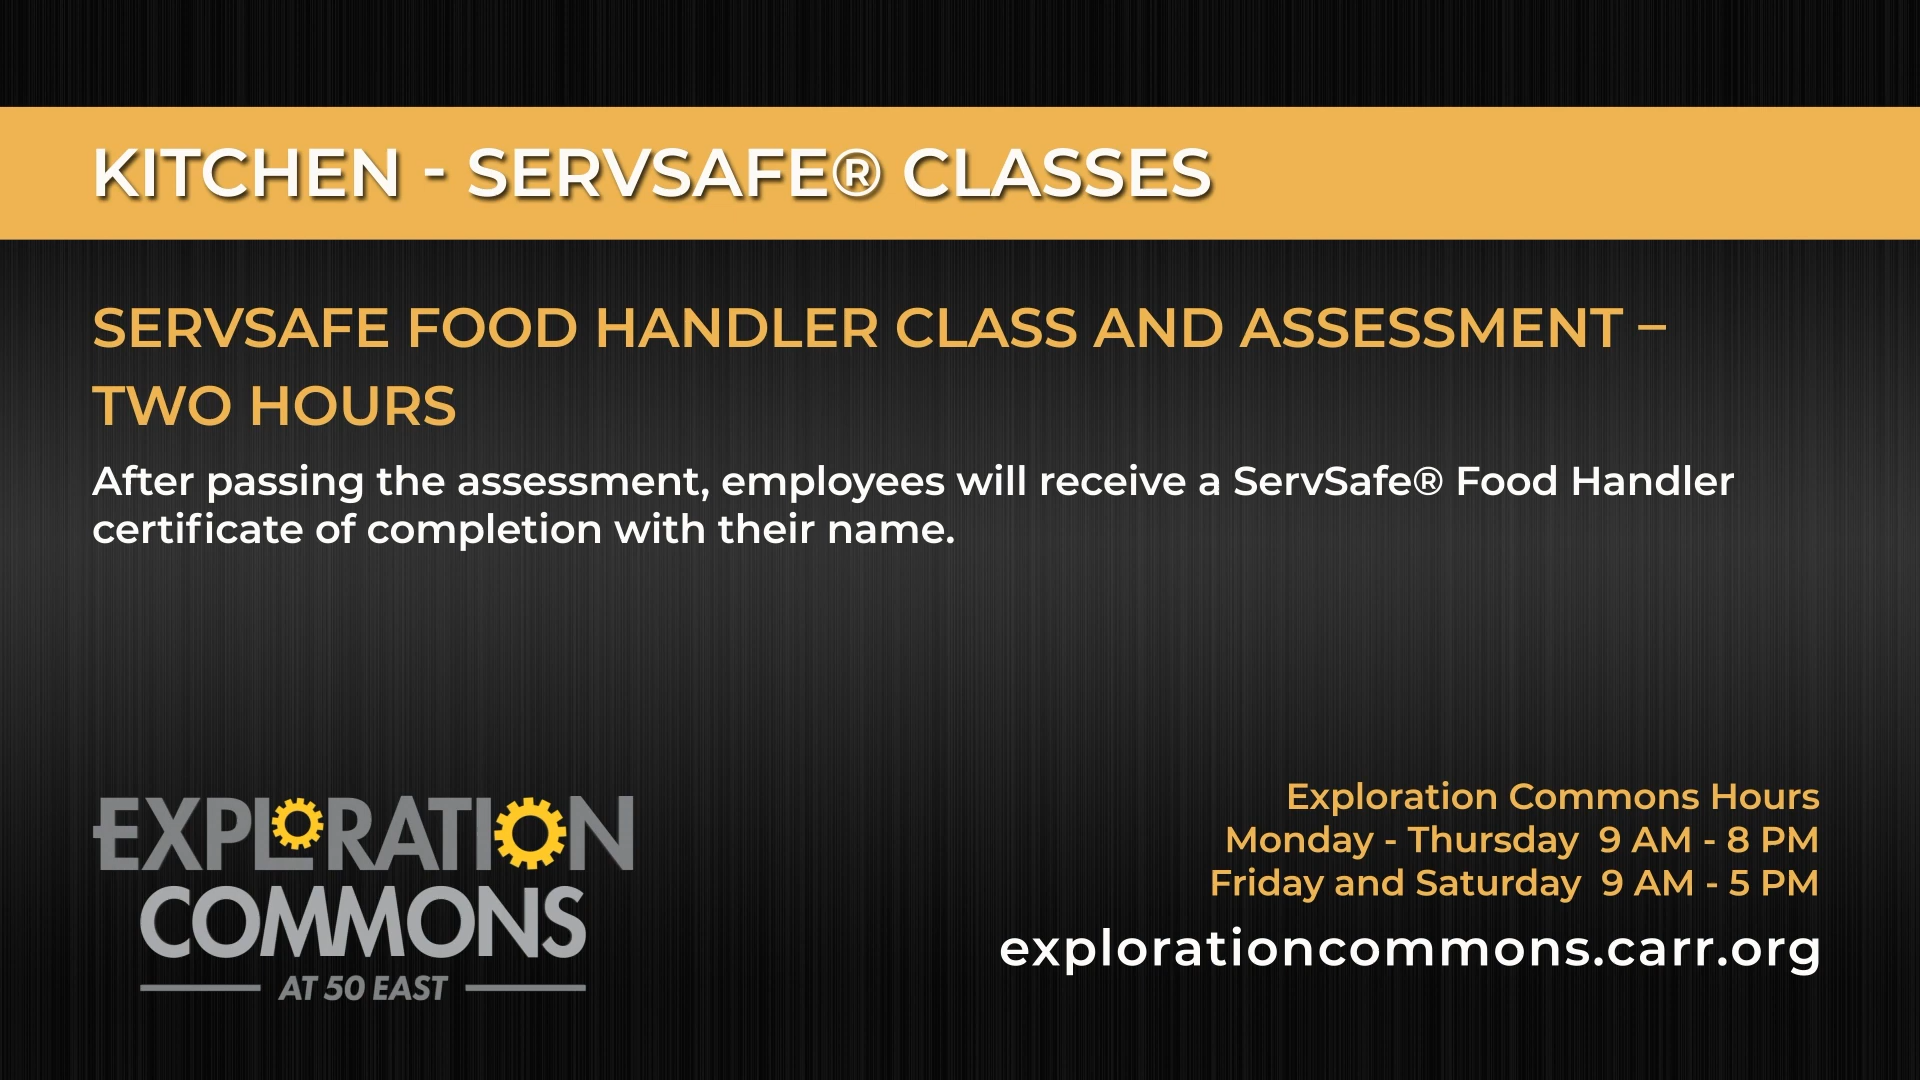 KITCHEN - SERVSAFE® CLASSES
SERVSAFE FOOD HANDLER CLASS AND ASSESSMENT –
TWO HOURS
After passing the assessment, employees will receive a ServSafe® Food Handler
certificate of completion with their name.
EXPLORATION
COMMONS
AT 50 EAST
Exploration Commons Hours
Monday - Thursday  9 AM - 8 PM
Friday and Saturday  9 AM - 5 PM
explorationcommons.carr.org